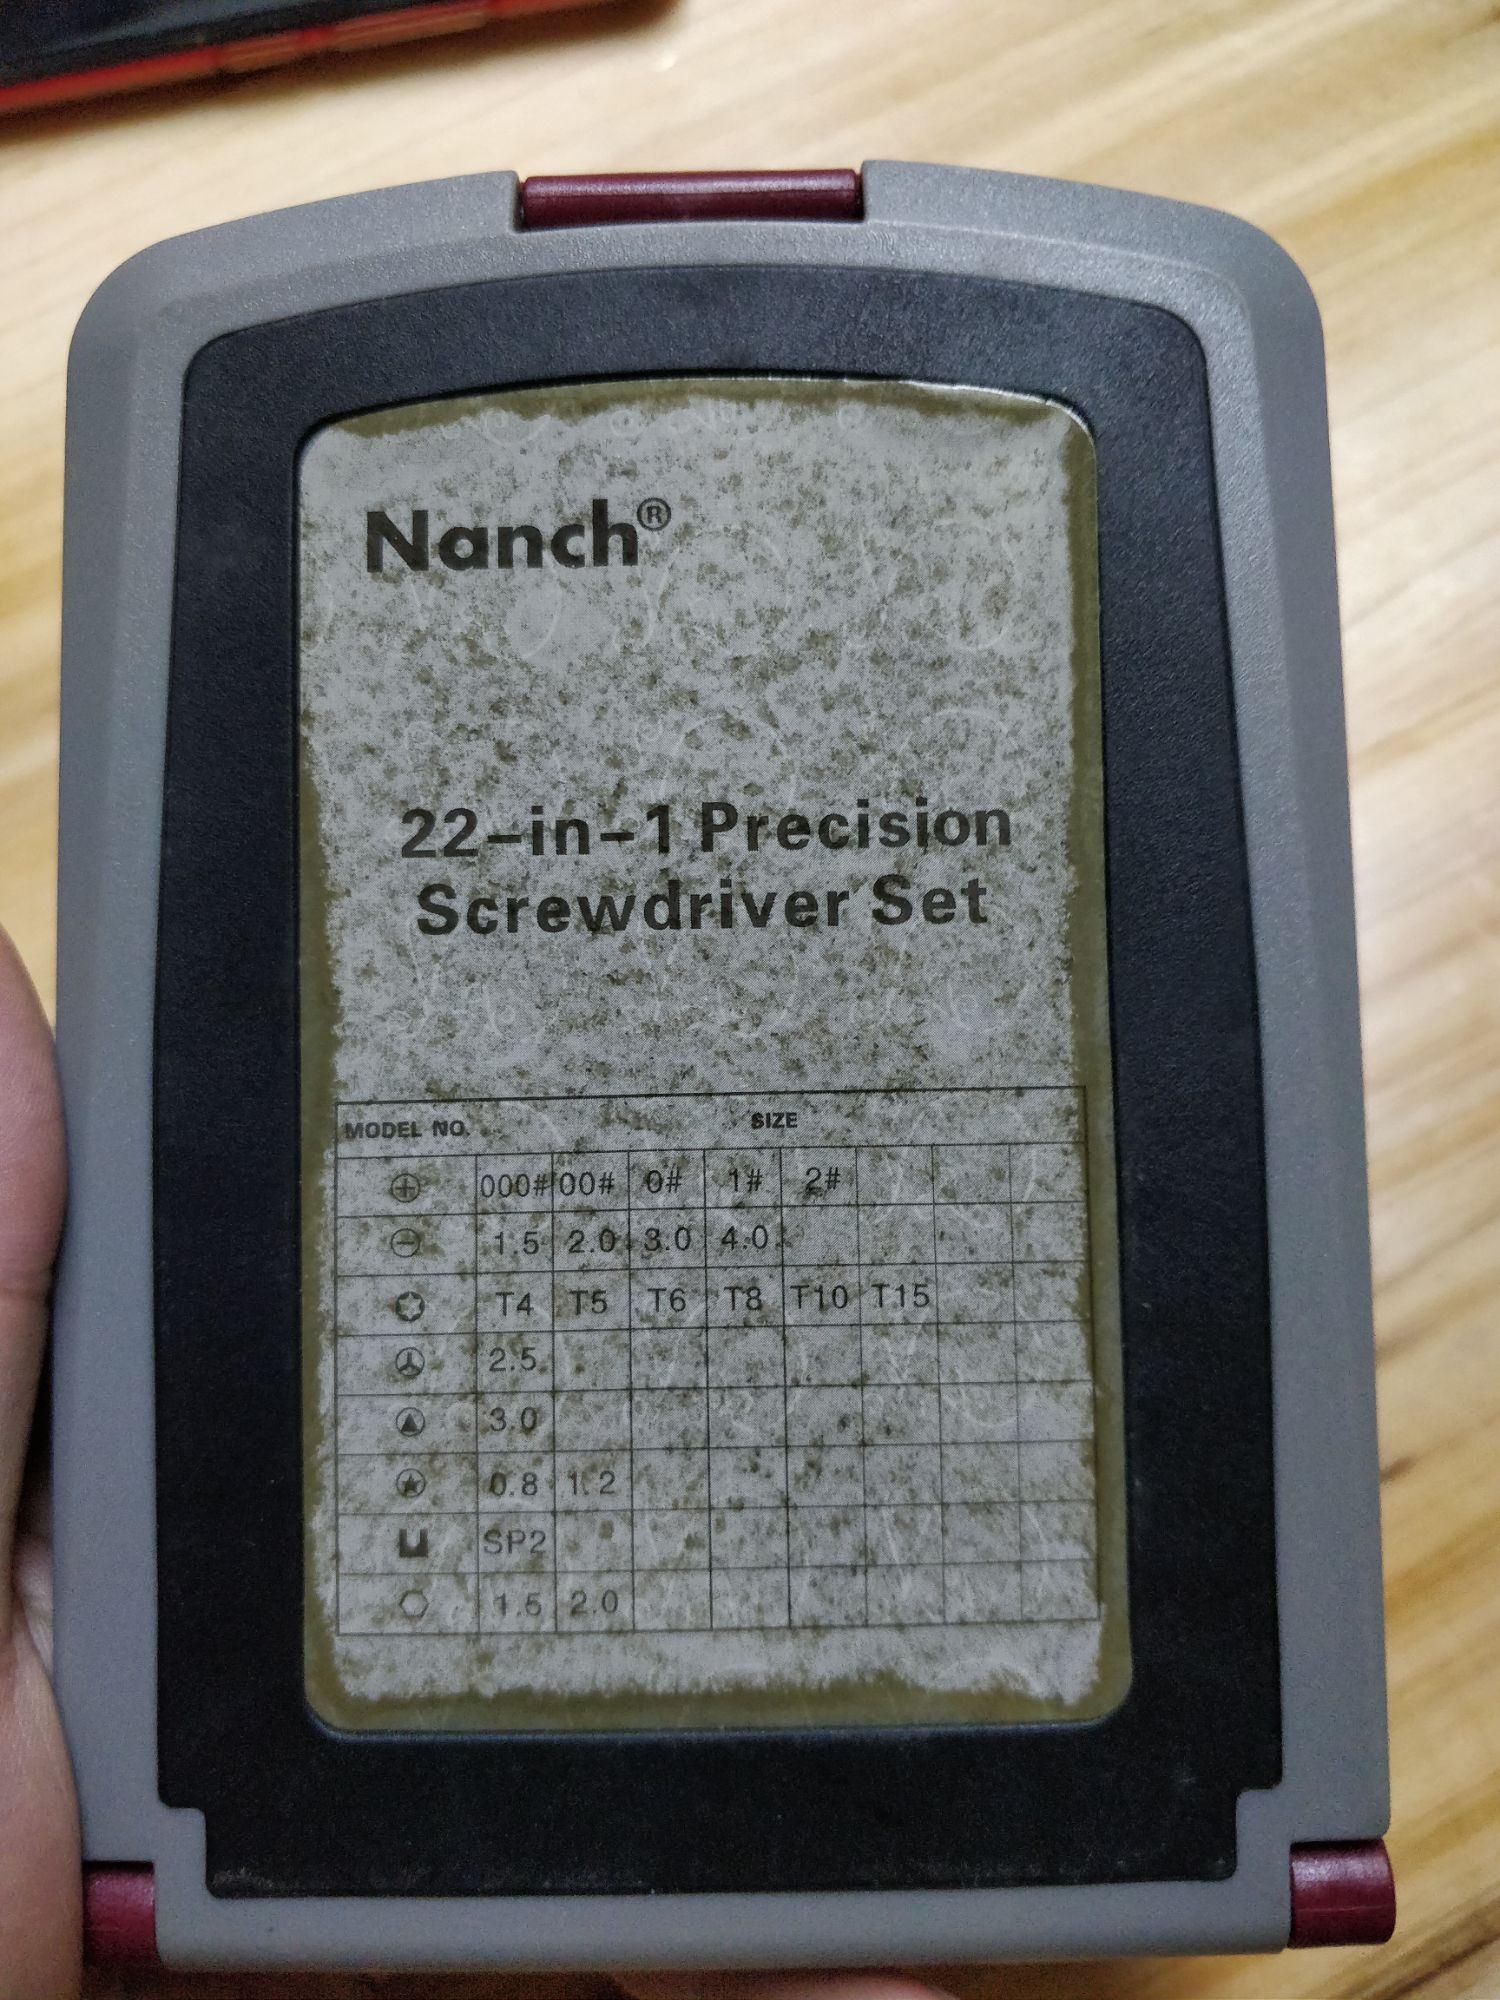 Nanch®
22-in-1 Precision
Screwdriver Set
MODEL NO. SIZE
000# 00# 0# 1# 2#
1.5 2.0 3.0 4.0
T4 T5 T6 T8 T10 T15
2.5
3.0
0.8 1.2
SP2
1.5 2.0